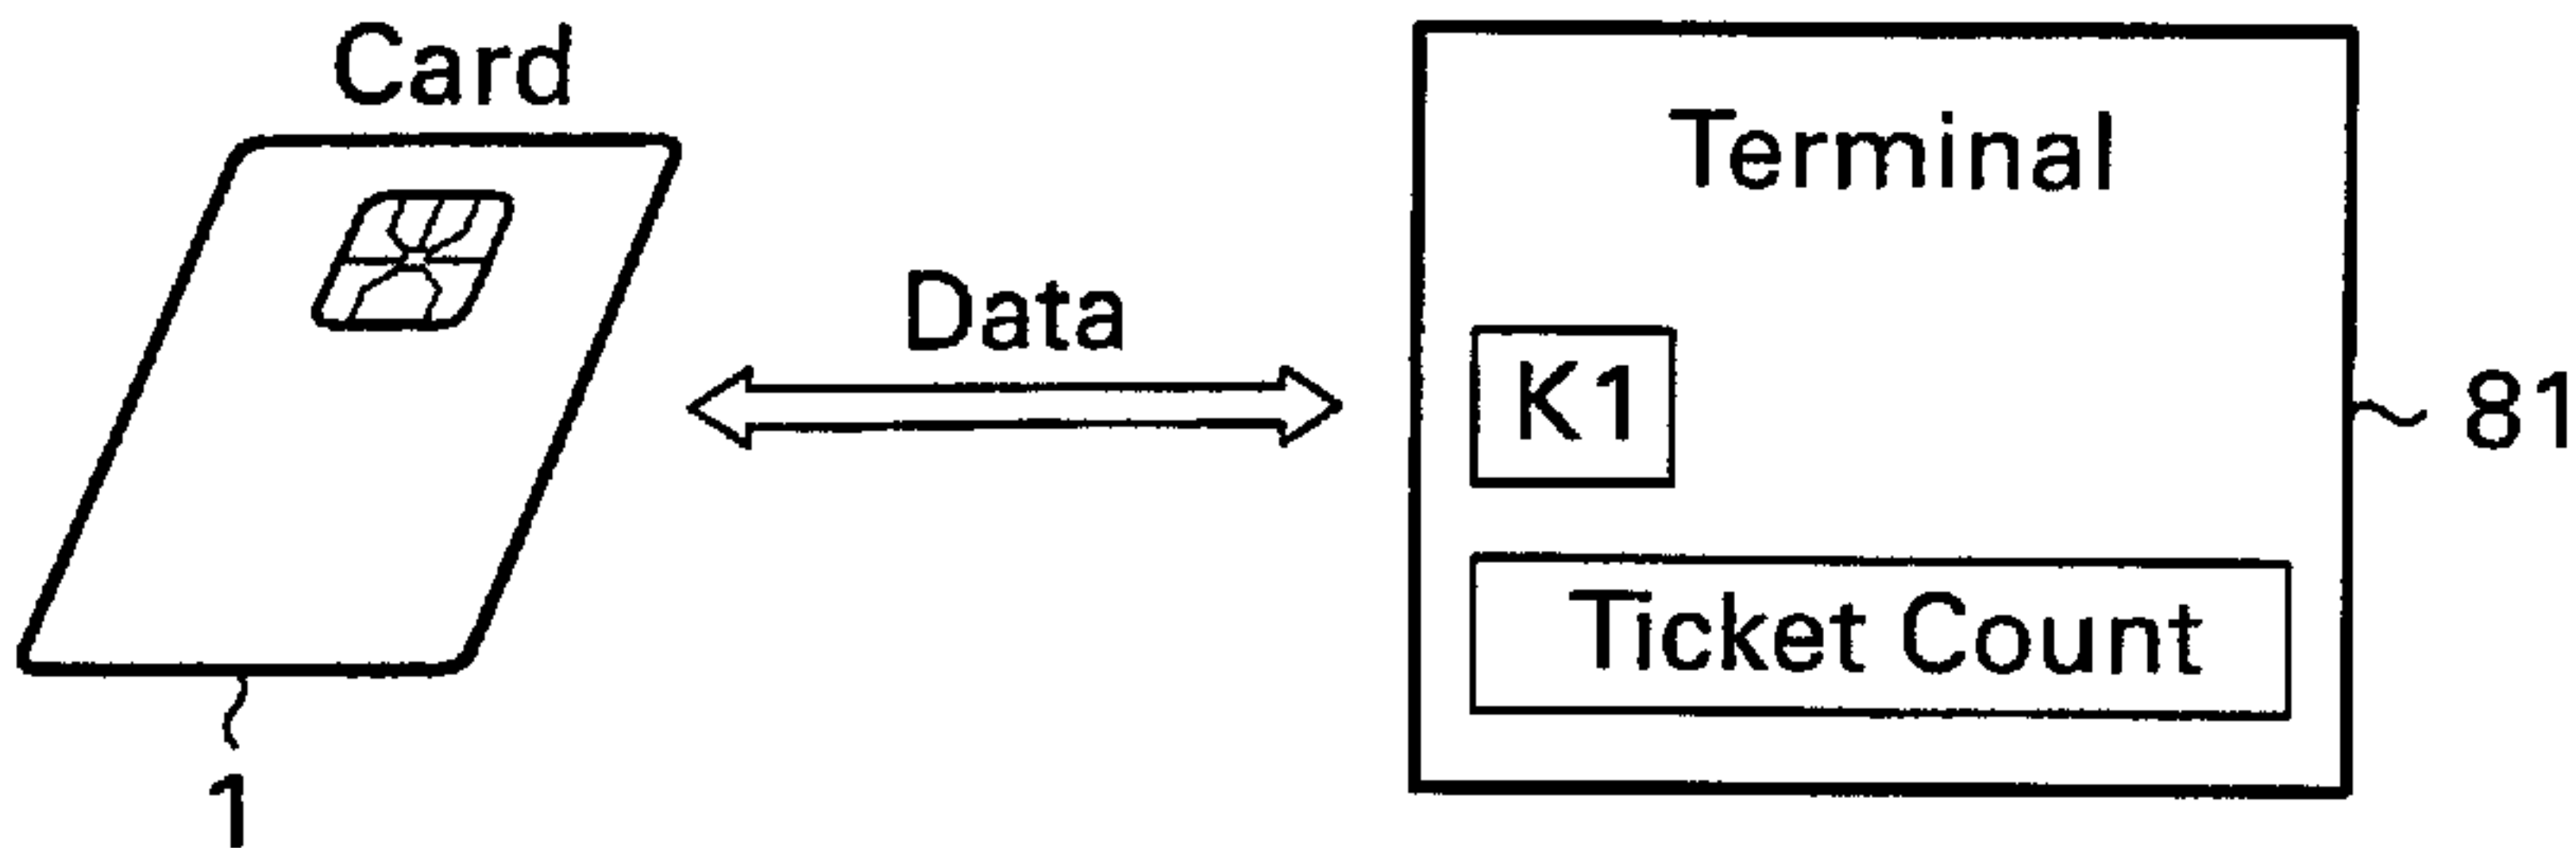 Card
Terminal
Data
K1
81
Ticket Count
1